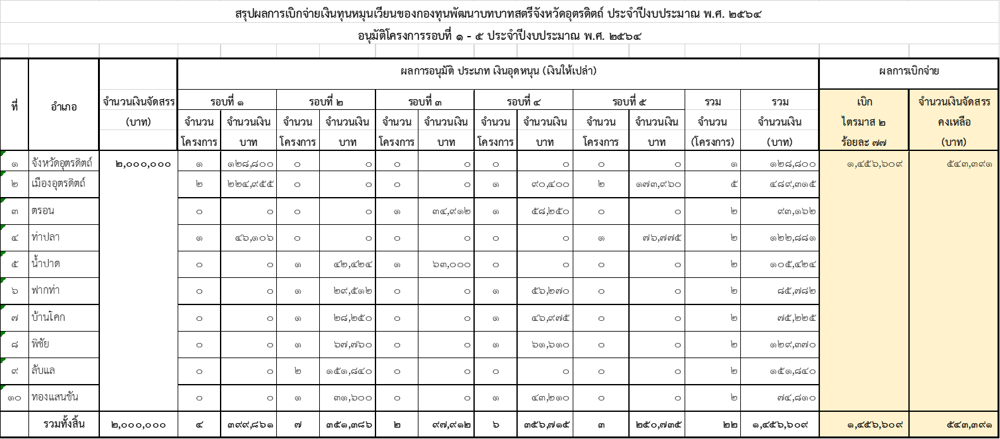 สรุปผลการเบิกจ่ายเงินทุนหมุนเวียนของกองทุนพัฒนาบทบาทสตรีจังหวัดอุตรดิตถ์ ประจำปีงบประมาณ พ.ศ. ๒๕๖๔
อนุมัติโครงการรอบที่ ๑ - ๕ ประจำปีงบประมาณ พ.ศ. ๒๕๖๔
ผลการอนุมัติ ประเภท เงินอุดหนุน (เงินให้เปล่า) ผลการเบิกจ่าย
ที่ อำเภอ จำนวนเงินจัดสรร รอบที่ ๑ รอบที่ ๒ รอบที่ ๓ รอบที่ ๔ รอบที่ ๕ รวม รวม เบิก จำนวนเงินจัดสรร
(บาท) จำนวน จำนวนเงิน จำนวน จำนวนเงิน จำนวน จำนวนเงิน จำนวน จำนวนเงิน จำนวน จำนวนเงิน จำนวน จำนวนเงิน ไตรมาส ๒ คงเหลือ
โครงการ บาท โครงการ บาท โครงการ บาท โครงการ บาท โครงการ บาท (โครงการ) (บาท) ร้อยละ ๗๗ (บาท)
๑ จังหวัดอุตรดิตถ์ ๒,๐๐๐,๐๐๐ ๑ ๑๒๘,๘๐๐ ๐ ๐ ๐ ๐ ๐ ๐ ๐ ๐ ๑ ๑๒๘,๘๐๐ ๑,๔๕๖,๖๐๙ ๕๔๓,๓๙๑
๒ เมืองอุตรดิตถ์ ๒ ๒๒๔,๙๕๕ ๐ ๐ ๐ ๐ ๑ ๙๐,๔๐๐ ๒ ๑๗๓,๙๖๐ ๕ ๔๘๙,๓๑๕
๓ ตรอน ๐ ๐ ๐ ๐ ๑ ๓๔,๙๑๒ ๑ ๕๘,๒๕๐ ๐ ๐ ๒ ๙๓,๑๖๒
๔ ท่าปลา ๑ ๔๖,๑๐๖ ๐ ๐ ๐ ๐ ๐ ๐ ๑ ๗๖,๗๗๕ ๒ ๑๒๒,๘๘๑
๕ น้ำปาด ๐ ๐ ๑ ๔๒,๔๒๔ ๑ ๖๓,๐๐๐ ๐ ๐ ๐ ๐ ๒ ๑๐๕,๔๒๔
๖ ฟากท่า ๐ ๐ ๑ ๒๙,๕๑๒ ๐ ๐ ๑ ๕๖,๒๗๐ ๐ ๐ ๒ ๘๕,๗๘๒
๗ บ้านโคก ๐ ๐ ๑ ๒๘,๒๕๐ ๐ ๐ ๑ ๔๖,๙๗๕ ๐ ๐ ๒ ๗๕,๒๒๕
๘ พิชัย ๐ ๐ ๑ ๖๗,๗๖๐ ๐ ๐ ๑ ๖๑,๖๑๐ ๐ ๐ ๒ ๑๒๙,๓๗๐
๙ ลับแล ๐ ๐ ๒ ๑๕๑,๘๔๐ ๐ ๐ ๐ ๐ ๐ ๐ ๒ ๑๕๑,๘๔๐
๑๐ ทองแสนขัน ๐ ๐ ๑ ๓๑,๖๐๐ ๐ ๐ ๑ ๔๓,๒๑๐ ๐ ๐ ๒ ๗๔,๘๑๐
รวมทั้งสิ้น ๒,๐๐๐,๐๐๐ ๔ ๓๙๙,๘๖๑ ๗ ๓๕๑,๓๘๖ ๒ ๙๗,๙๑๒ ๖ ๓๕๖,๗๑๕ ๓ ๒๕๐,๗๓๕ ๒๒ ๑,๔๕๖,๖๐๙ ๑,๔๕๖,๖๐๙ ๕๔๓,๓๙๑